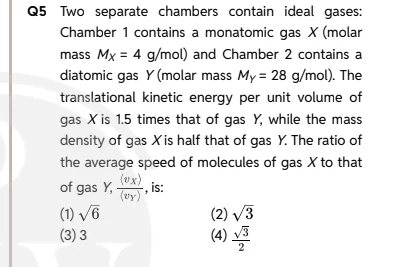 Q5 Two separate chambers contain ideal gases:
Chamber 1 contains a monatomic gas X (molar
mass Mₓ = 4 g/mol) and Chamber 2 contains a
diatomic gas Y (molar mass Mᵧ = 28 g/mol). The
translational kinetic energy per unit volume of
gas X is 1.5 times that of gas Y, while the mass
density of gas X is half that of gas Y. The ratio of
the average speed of molecules of gas X to that
of gas Y, ⟨v_X⟩/⟨v_Y⟩, is:
(1) √6 (2) √3
(3) 3 (4) √3/2